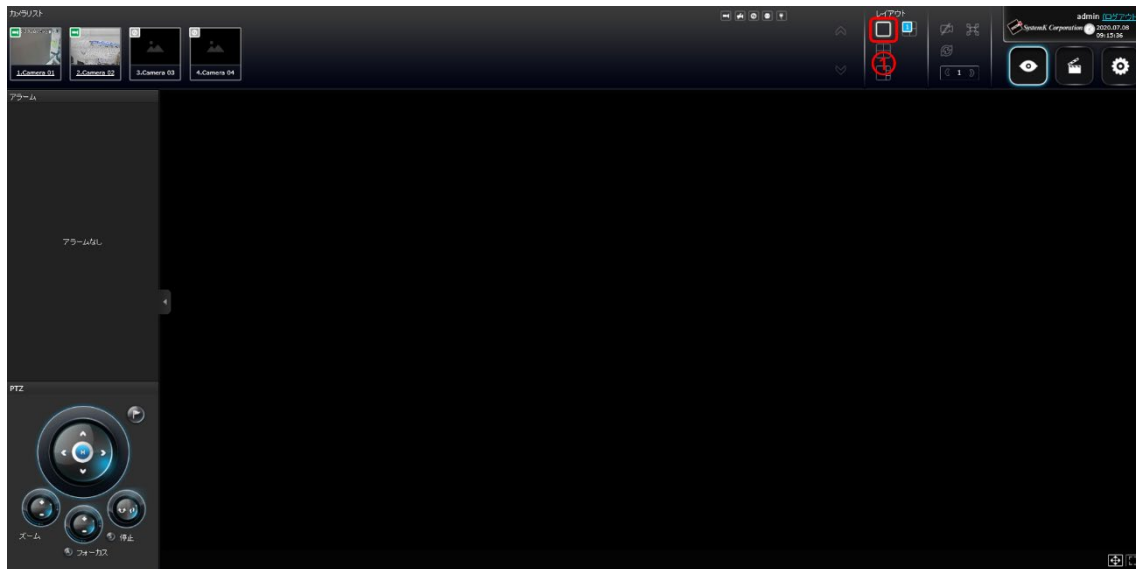 カメラリスト
レイアウト
admin [ログアウト
SystemK Corporation
2020.07.08
09:15:36
1.Camera 01
2.Camera 02
3.Camera 03
4.Camera 04
1
1
アラーム
アラームなし
PTZ
H
ズーム
停止
フォーカス